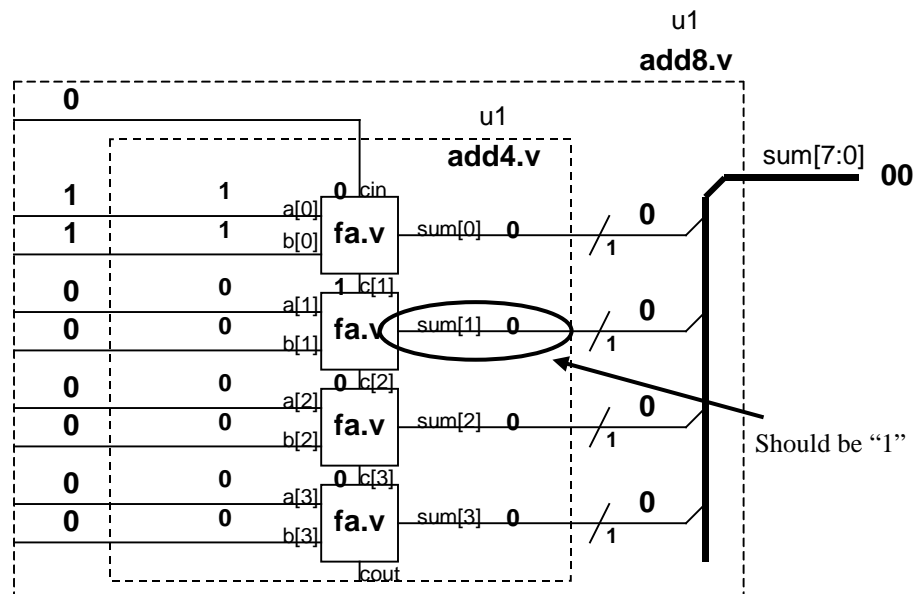 u1
add8.v
0
u1
add4.v
sum[7:0] 00
1 1 0 cin
a[0]
1 1 b[0] fa.v sum[0] 0 1 0
0 0 1 c[1]
a[1]
0 0 b[1] fa.v sum[1] 0 1 0
0 0 0 c[2]
a[2]
0 0 b[2] fa.v sum[2] 0 1 0
Should be “1”
0 0 0 c[3]
a[3]
0 0 b[3] fa.v sum[3] 0 1 0
cout